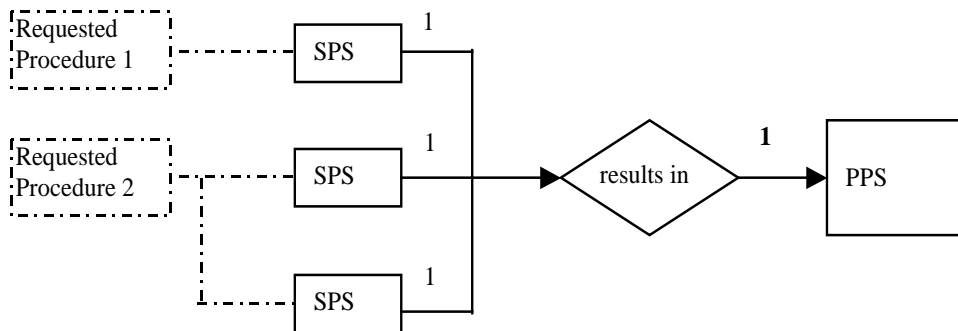 Requested
Procedure 1
SPS
1
Requested
Procedure 2
SPS
1
results in
1
PPS
SPS
1